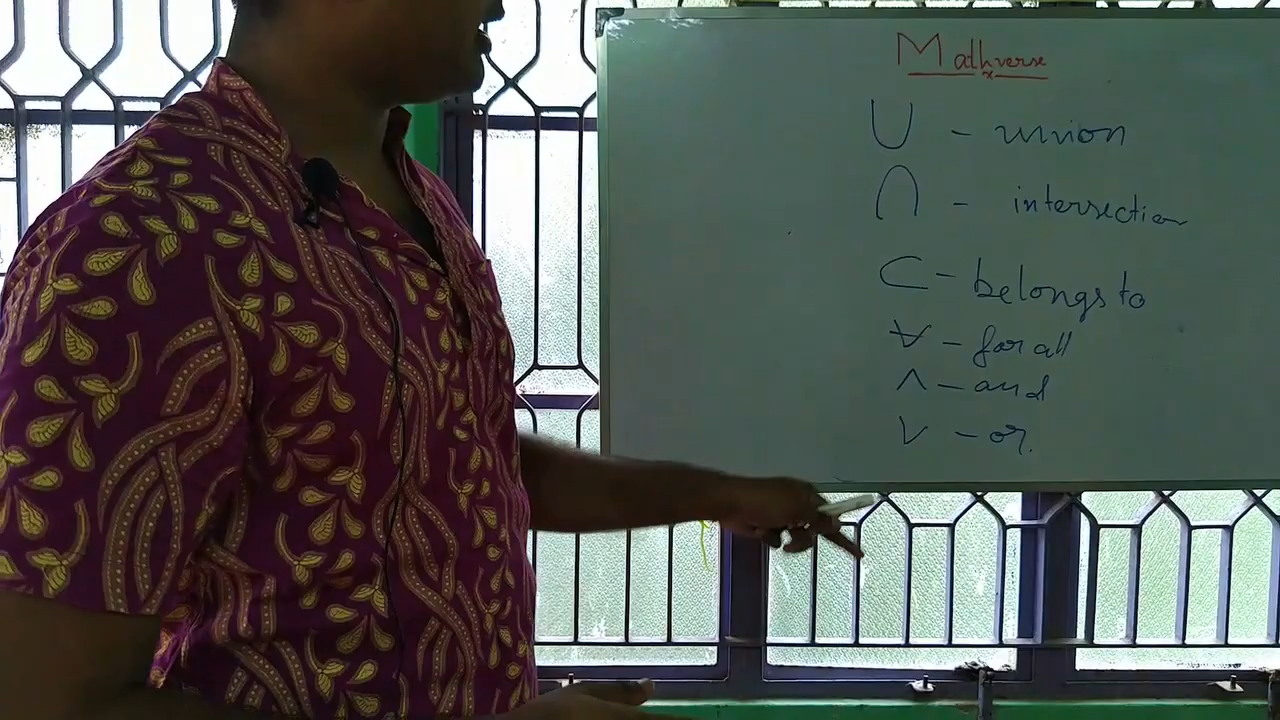 Mathverse
∪ - union
∩ - intersection
⊂ - belongs to
∀ - for all
∧ - and
∨ - or.